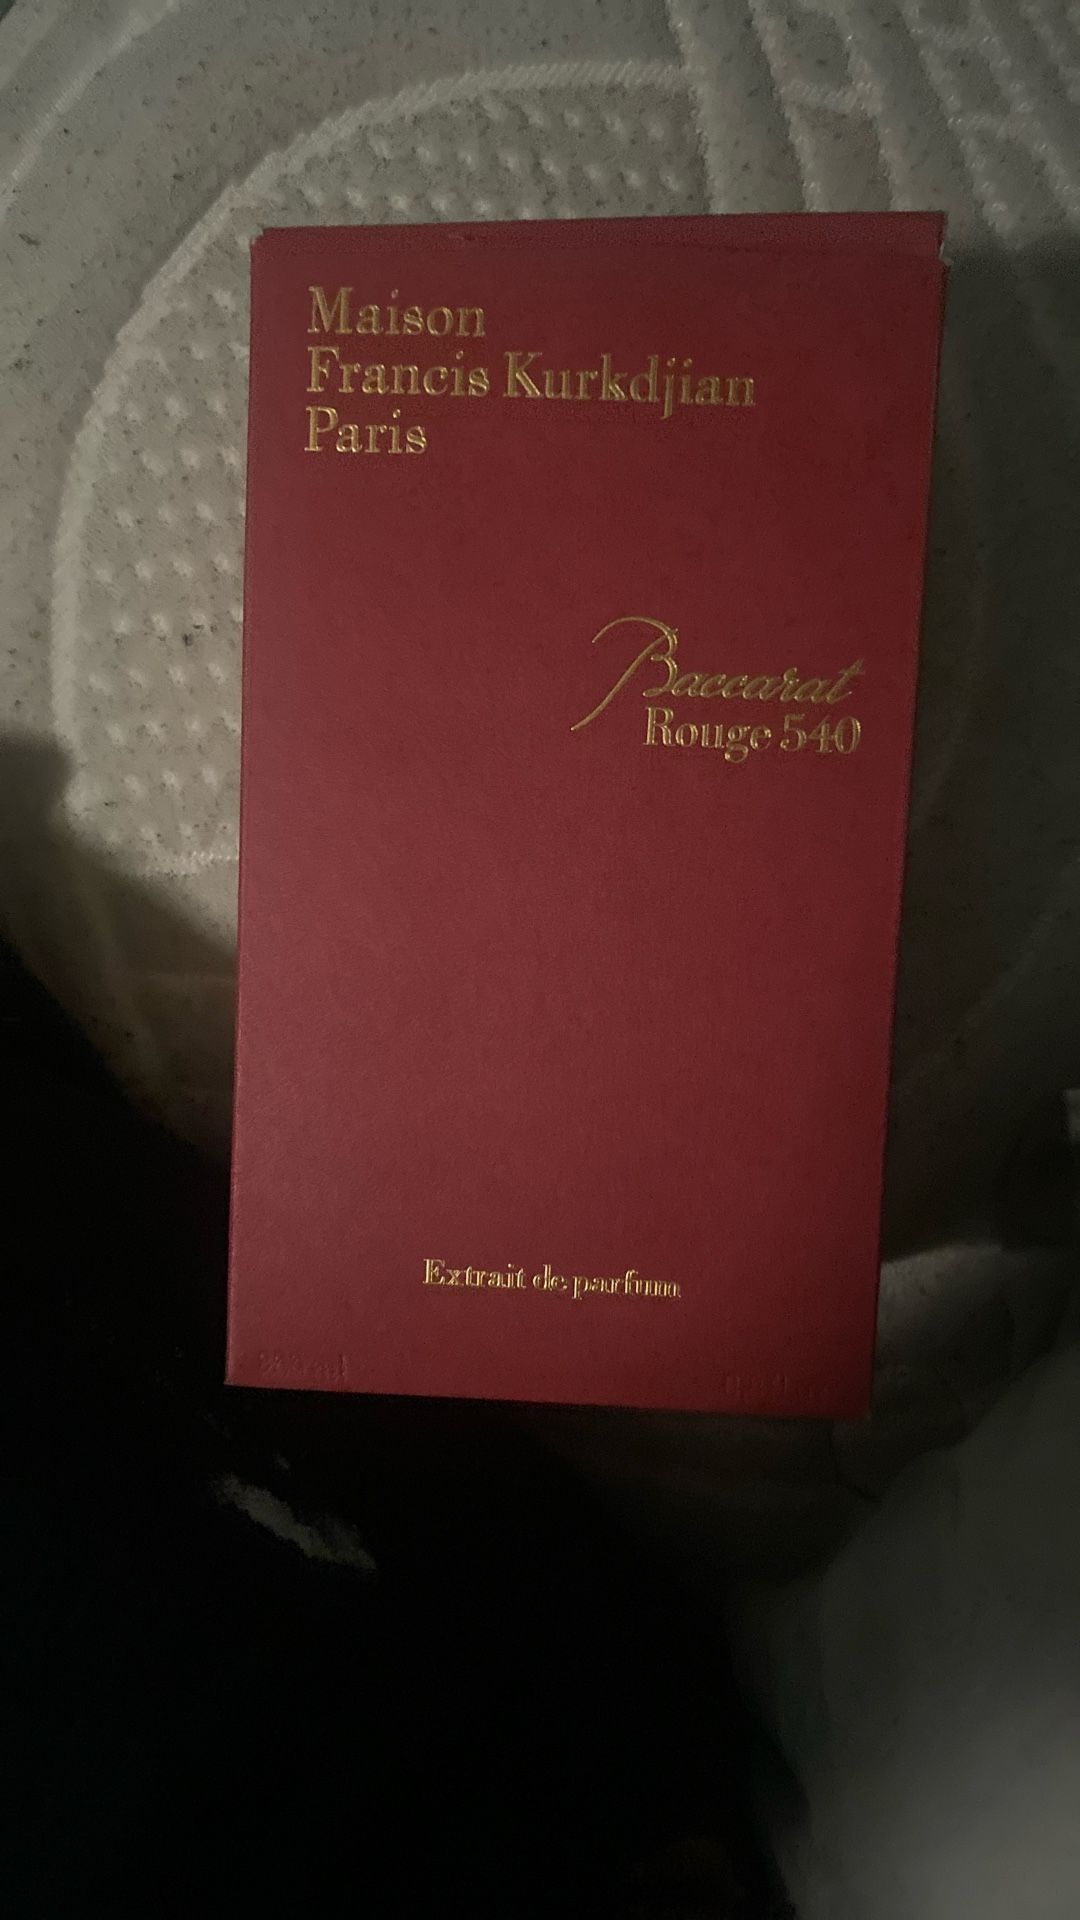 Maison
Francis Kurkdjian
Paris
Baccarat
Rouge 540
Extrait de parfum